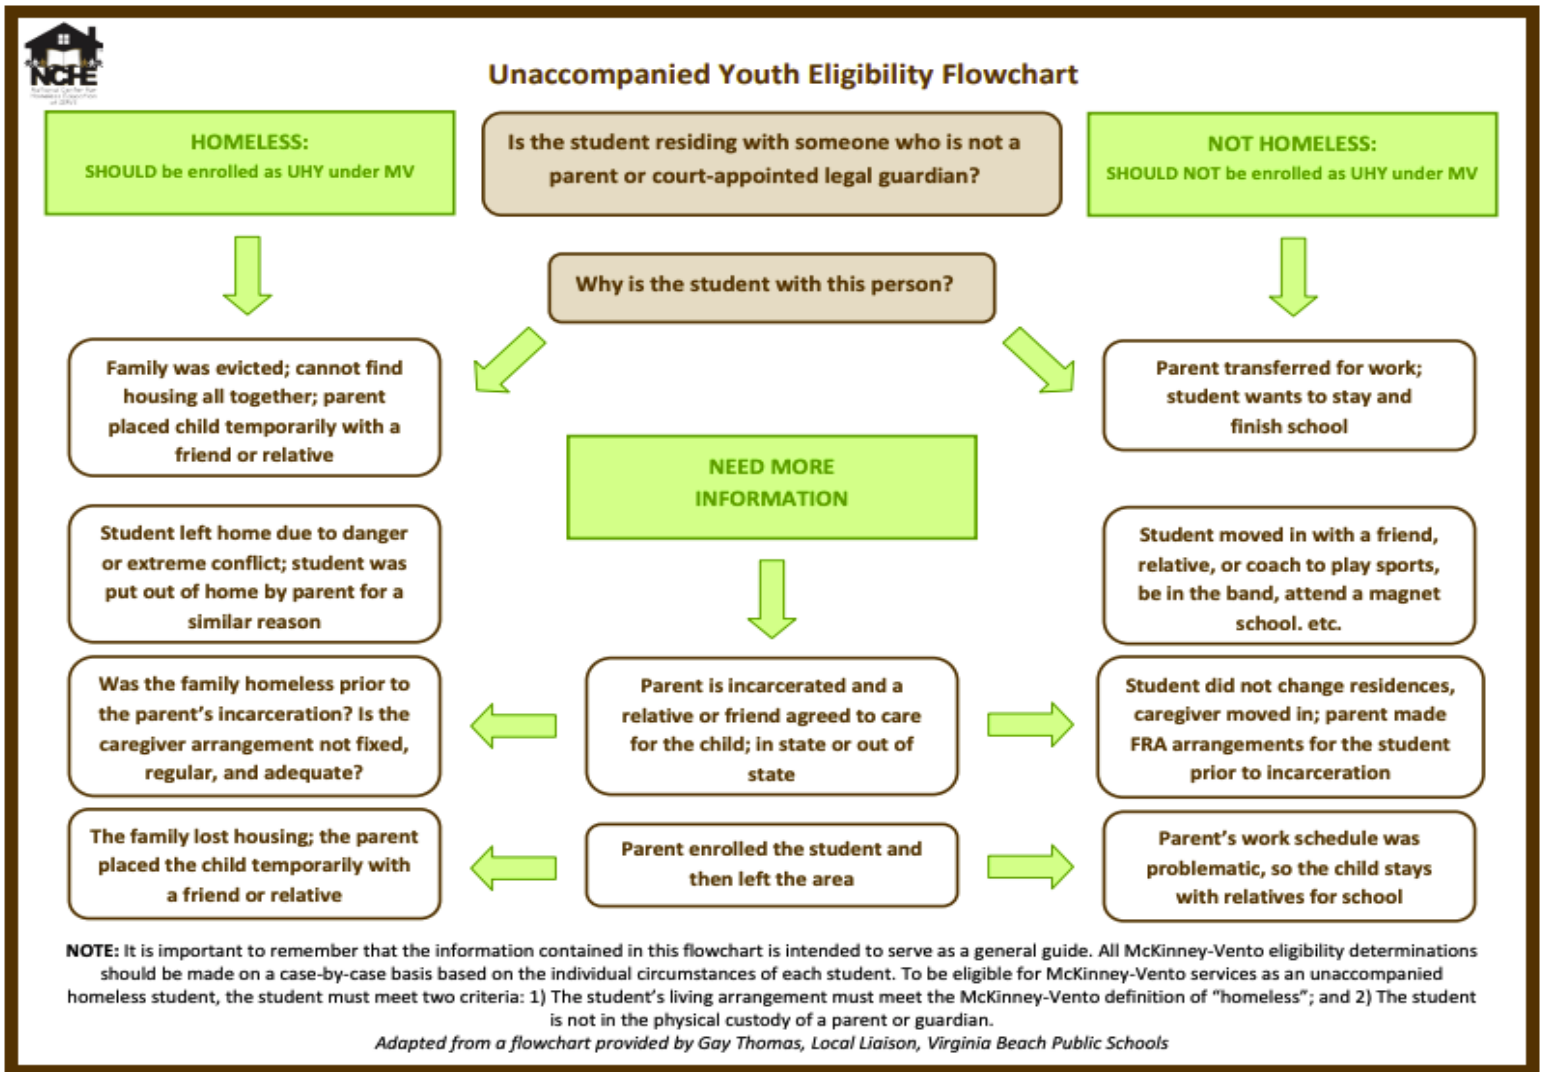 NCHE
National Center for
Homeless Education
at SERVE
Unaccompanied Youth Eligibility Flowchart
HOMELESS:
SHOULD be enrolled as UHY under MV
Is the student residing with someone who is not a
parent or court-appointed legal guardian?
NOT HOMELESS:
SHOULD NOT be enrolled as UHY under MV
Why is the student with this person?
Family was evicted; cannot find
housing all together; parent
placed child temporarily with a
friend or relative
Parent transferred for work;
student wants to stay and
finish school
NEED MORE
INFORMATION
Student left home due to danger
or extreme conflict; student was
put out of home by parent for a
similar reason
Student moved in with a friend,
relative, or coach to play sports,
be in the band, attend a magnet
school. etc.
Was the family homeless prior to
the parent's incarceration? Is the
caregiver arrangement not fixed,
regular, and adequate?
Parent is incarcerated and a
relative or friend agreed to care
for the child; in state or out of
state
Student did not change residences,
caregiver moved in; parent made
FRA arrangements for the student
prior to incarceration
The family lost housing; the parent
placed the child temporarily with
a friend or relative
Parent enrolled the student and
then left the area
Parent's work schedule was
problematic, so the child stays
with relatives for school
NOTE: It is important to remember that the information contained in this flowchart is intended to serve as a general guide. All McKinney-Vento eligibility determinations
should be made on a case-by-case basis based on the individual circumstances of each student. To be eligible for McKinney-Vento services as an unaccompanied
homeless student, the student must meet two criteria: 1) The student's living arrangement must meet the McKinney-Vento definition of "homeless"; and 2) The student
is not in the physical custody of a parent or guardian.
Adapted from a flowchart provided by Gay Thomas, Local Liaison, Virginia Beach Public Schools